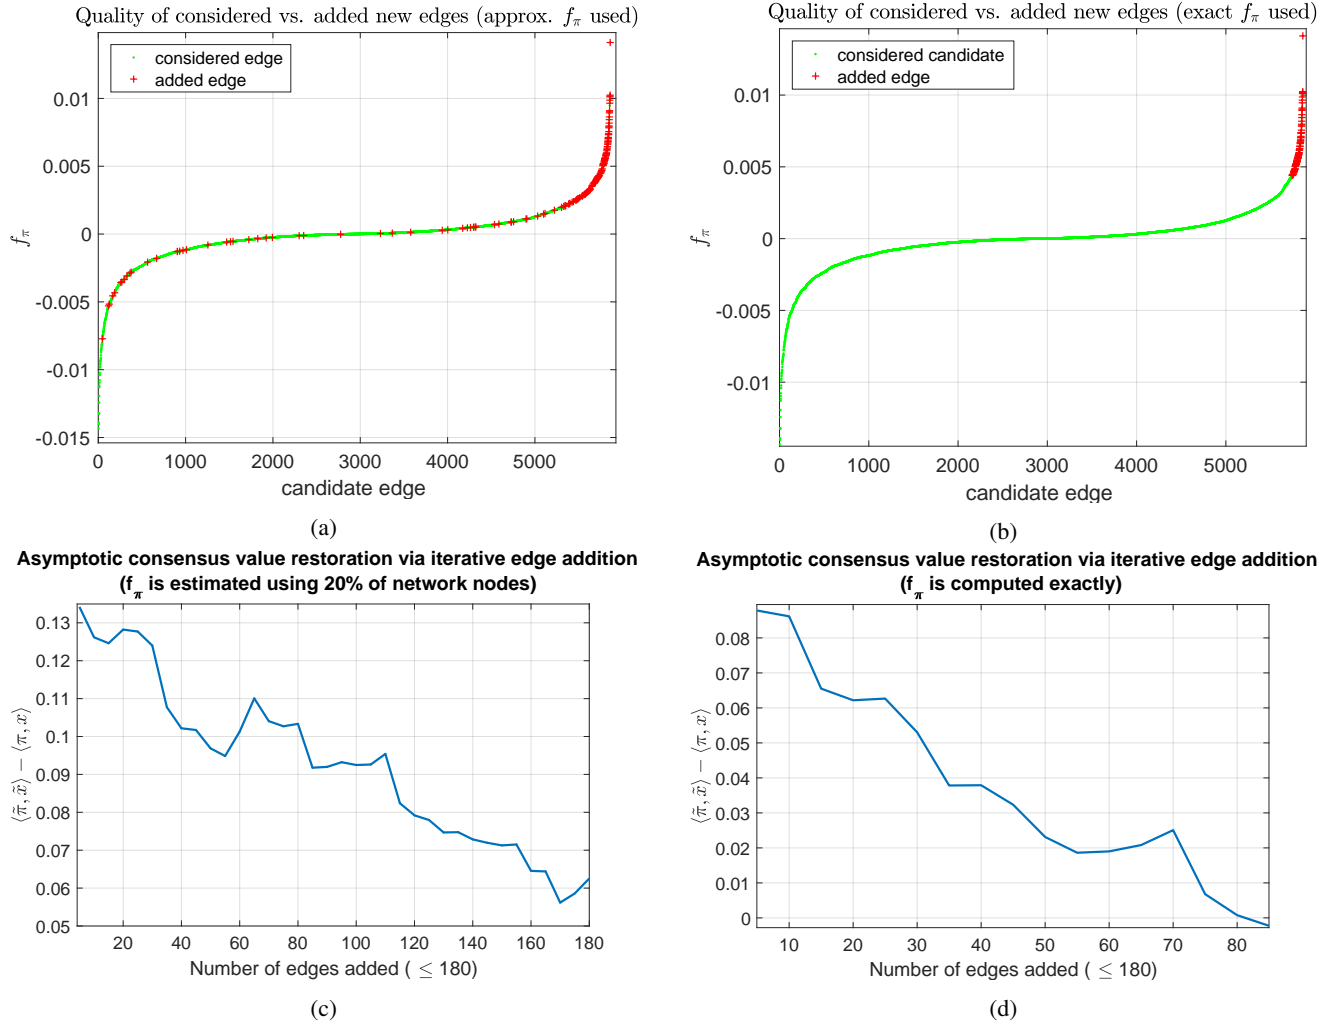 Quality of considered vs. added new edges (approx. f_π used)
considered edge
added edge
0.01
0.005
0
-0.005
-0.01
-0.015
f_π
0 1000 2000 3000 4000 5000
candidate edge
(a)
Quality of considered vs. added new edges (exact f_π used)
considered candidate
added edge
0.01
0.005
0
-0.005
-0.01
f_π
0 1000 2000 3000 4000 5000
candidate edge
(b)
Asymptotic consensus value restoration via iterative edge addition
(f_π is estimated using 20% of network nodes)
0.13
0.12
0.11
0.1
0.09
0.08
0.07
0.06
0.05
⟨π̃, x̃⟩ − ⟨π, x⟩
20 40 60 80 100 120 140 160 180
Number of edges added ( ≤ 180)
(c)
Asymptotic consensus value restoration via iterative edge addition
(f_π is computed exactly)
0.08
0.07
0.06
0.05
0.04
0.03
0.02
0.01
0
⟨π̃, x̃⟩ − ⟨π, x⟩
10 20 30 40 50 60 70 80
Number of edges added ( ≤ 180)
(d)